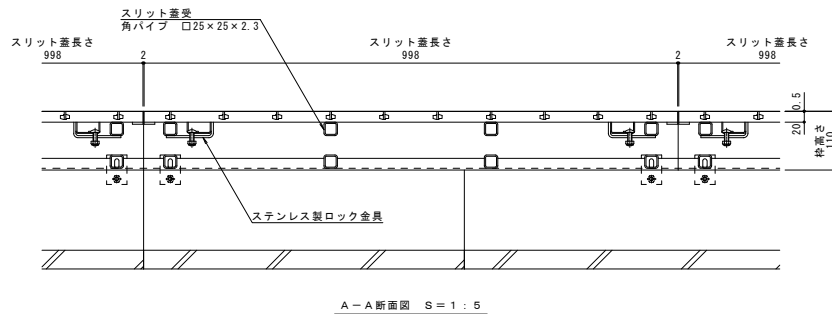 スリット蓋受
角パイプ □25×25×2.3
スリット蓋長さ
998
2
スリット蓋長さ
998
2
スリット蓋長さ
998
0.5
20
枠高さ
110
ステンレス製ロック金具
A－A断面図 S＝1：5